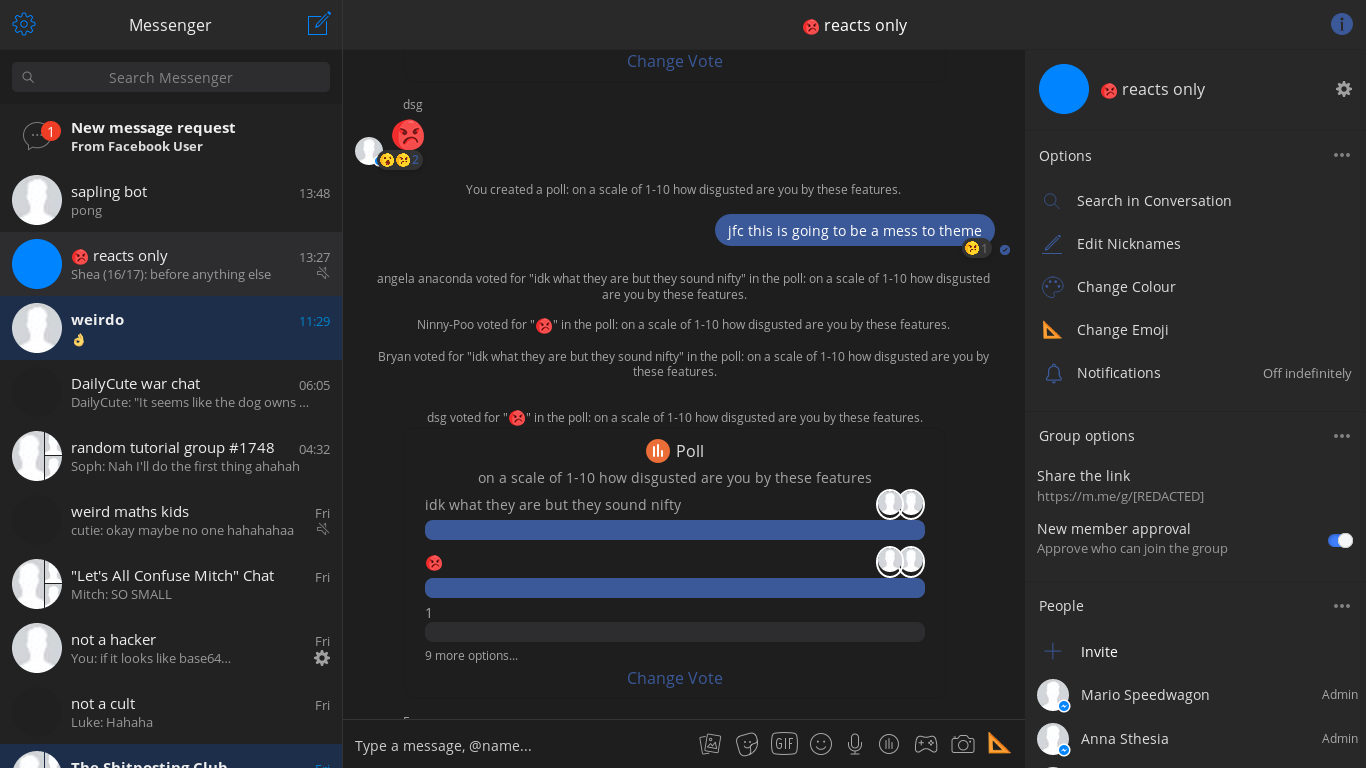 Messenger
Search Messenger
1
New message request
From Facebook User
sapling bot 13:48
pong
😡 reacts only 13:27
Shea (16/17): before anything else
weirdo 11:29
👌
DailyCute war chat 06:05
DailyCute: "It seems like the dog owns ...
random tutorial group #1748 04:32
Soph: Nah I'll do the first thing ahahah
weird maths kids Fri
cutie: okay maybe no one hahahahaa
"Let's All Confuse Mitch" Chat Fri
Mitch: SO SMALL
not a hacker Fri
You: if it looks like base64...
not a cult Fri
Luke: Hahaha
The Shitposting Club Fri
😡 reacts only
Change Vote
dsg
2
You created a poll: on a scale of 1-10 how disgusted are you by these features.
jfc this is going to be a mess to theme
1
angela anaconda voted for "idk what they are but they sound nifty" in the poll: on a scale of 1-10 how disgusted
are you by these features.
Ninny-Poo voted for "😡" in the poll: on a scale of 1-10 how disgusted are you by these features.
Bryan voted for "idk what they are but they sound nifty" in the poll: on a scale of 1-10 how disgusted are you by
these features.
dsg voted for "😡" in the poll: on a scale of 1-10 how disgusted are you by these features.
Poll
on a scale of 1-10 how disgusted are you by these features
idk what they are but they sound nifty
😡
1
9 more options...
Change Vote
Type a message, @name...
GIF
😡 reacts only
Options
Search in Conversation
Edit Nicknames
Change Colour
Change Emoji
Notifications Off indefinitely
Group options
Share the link
https://m.me/g/[REDACTED]
New member approval
Approve who can join the group
People
Invite
Mario Speedwagon Admin
Anna Sthesia Admin